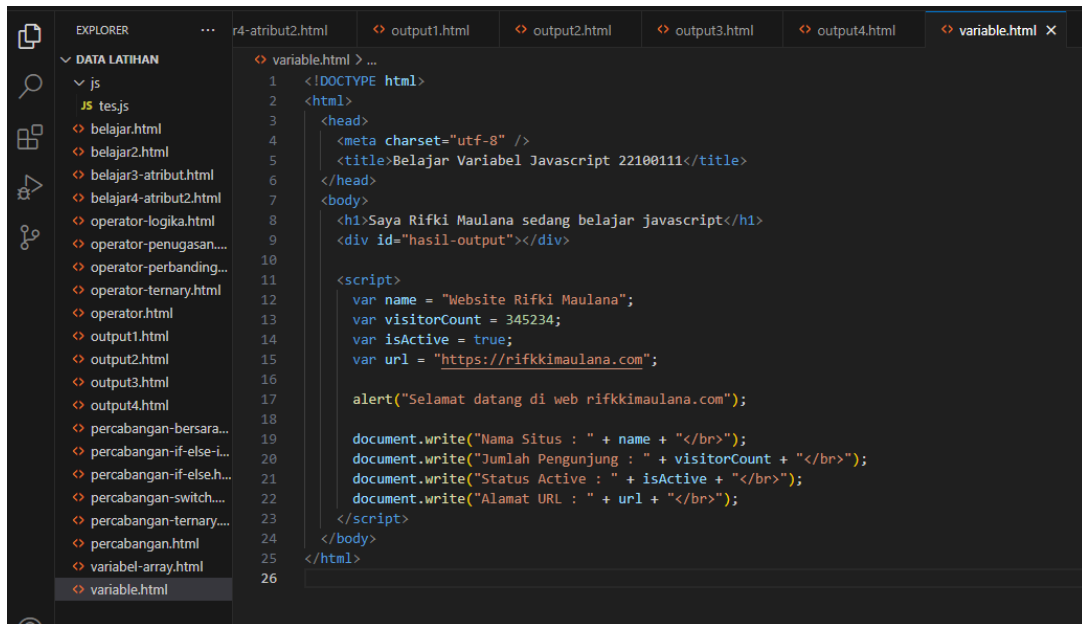 EXPLORER ...
DATA LATIHAN
js
JS tes.js
belajar.html
belajar2.html
belajar3-atribut.html
belajar4-atribut2.html
operator-logika.html
operator-penugasan....
operator-perbanding...
operator-ternary.html
operator.html
output1.html
output2.html
output3.html
output4.html
percabangan-bersara...
percabangan-if-else-i...
percabangan-if-else.h...
percabangan-switch....
percabangan-ternary....
percabangan.html
variabel-array.html
variable.html
r4-atribut2.html output1.html output2.html output3.html output4.html variable.html
variable.html > ...
1 <!DOCTYPE html>
2 <html>
3 <head>
4 <meta charset="utf-8" />
5 <title>Belajar Variabel Javascript 22100111</title>
6 </head>
7 <body>
8 <h1>Saya Rifki Maulana sedang belajar javascript</h1>
9 <div id="hasil-output"></div>
10
11 <script>
12 var name = "Website Rifki Maulana";
13 var visitorCount = 345234;
14 var isActive = true;
15 var url = "https://rifkkimaulana.com";
16
17 alert("Selamat datang di web rifkkimaulana.com");
18
19 document.write("Nama Situs : " + name + "</br>");
20 document.write("Jumlah Pengunjung : " + visitorCount + "</br>");
21 document.write("Status Active : " + isActive + "</br>");
22 document.write("Alamat URL : " + url + "</br>");
23 </script>
24 </body>
25 </html>
26